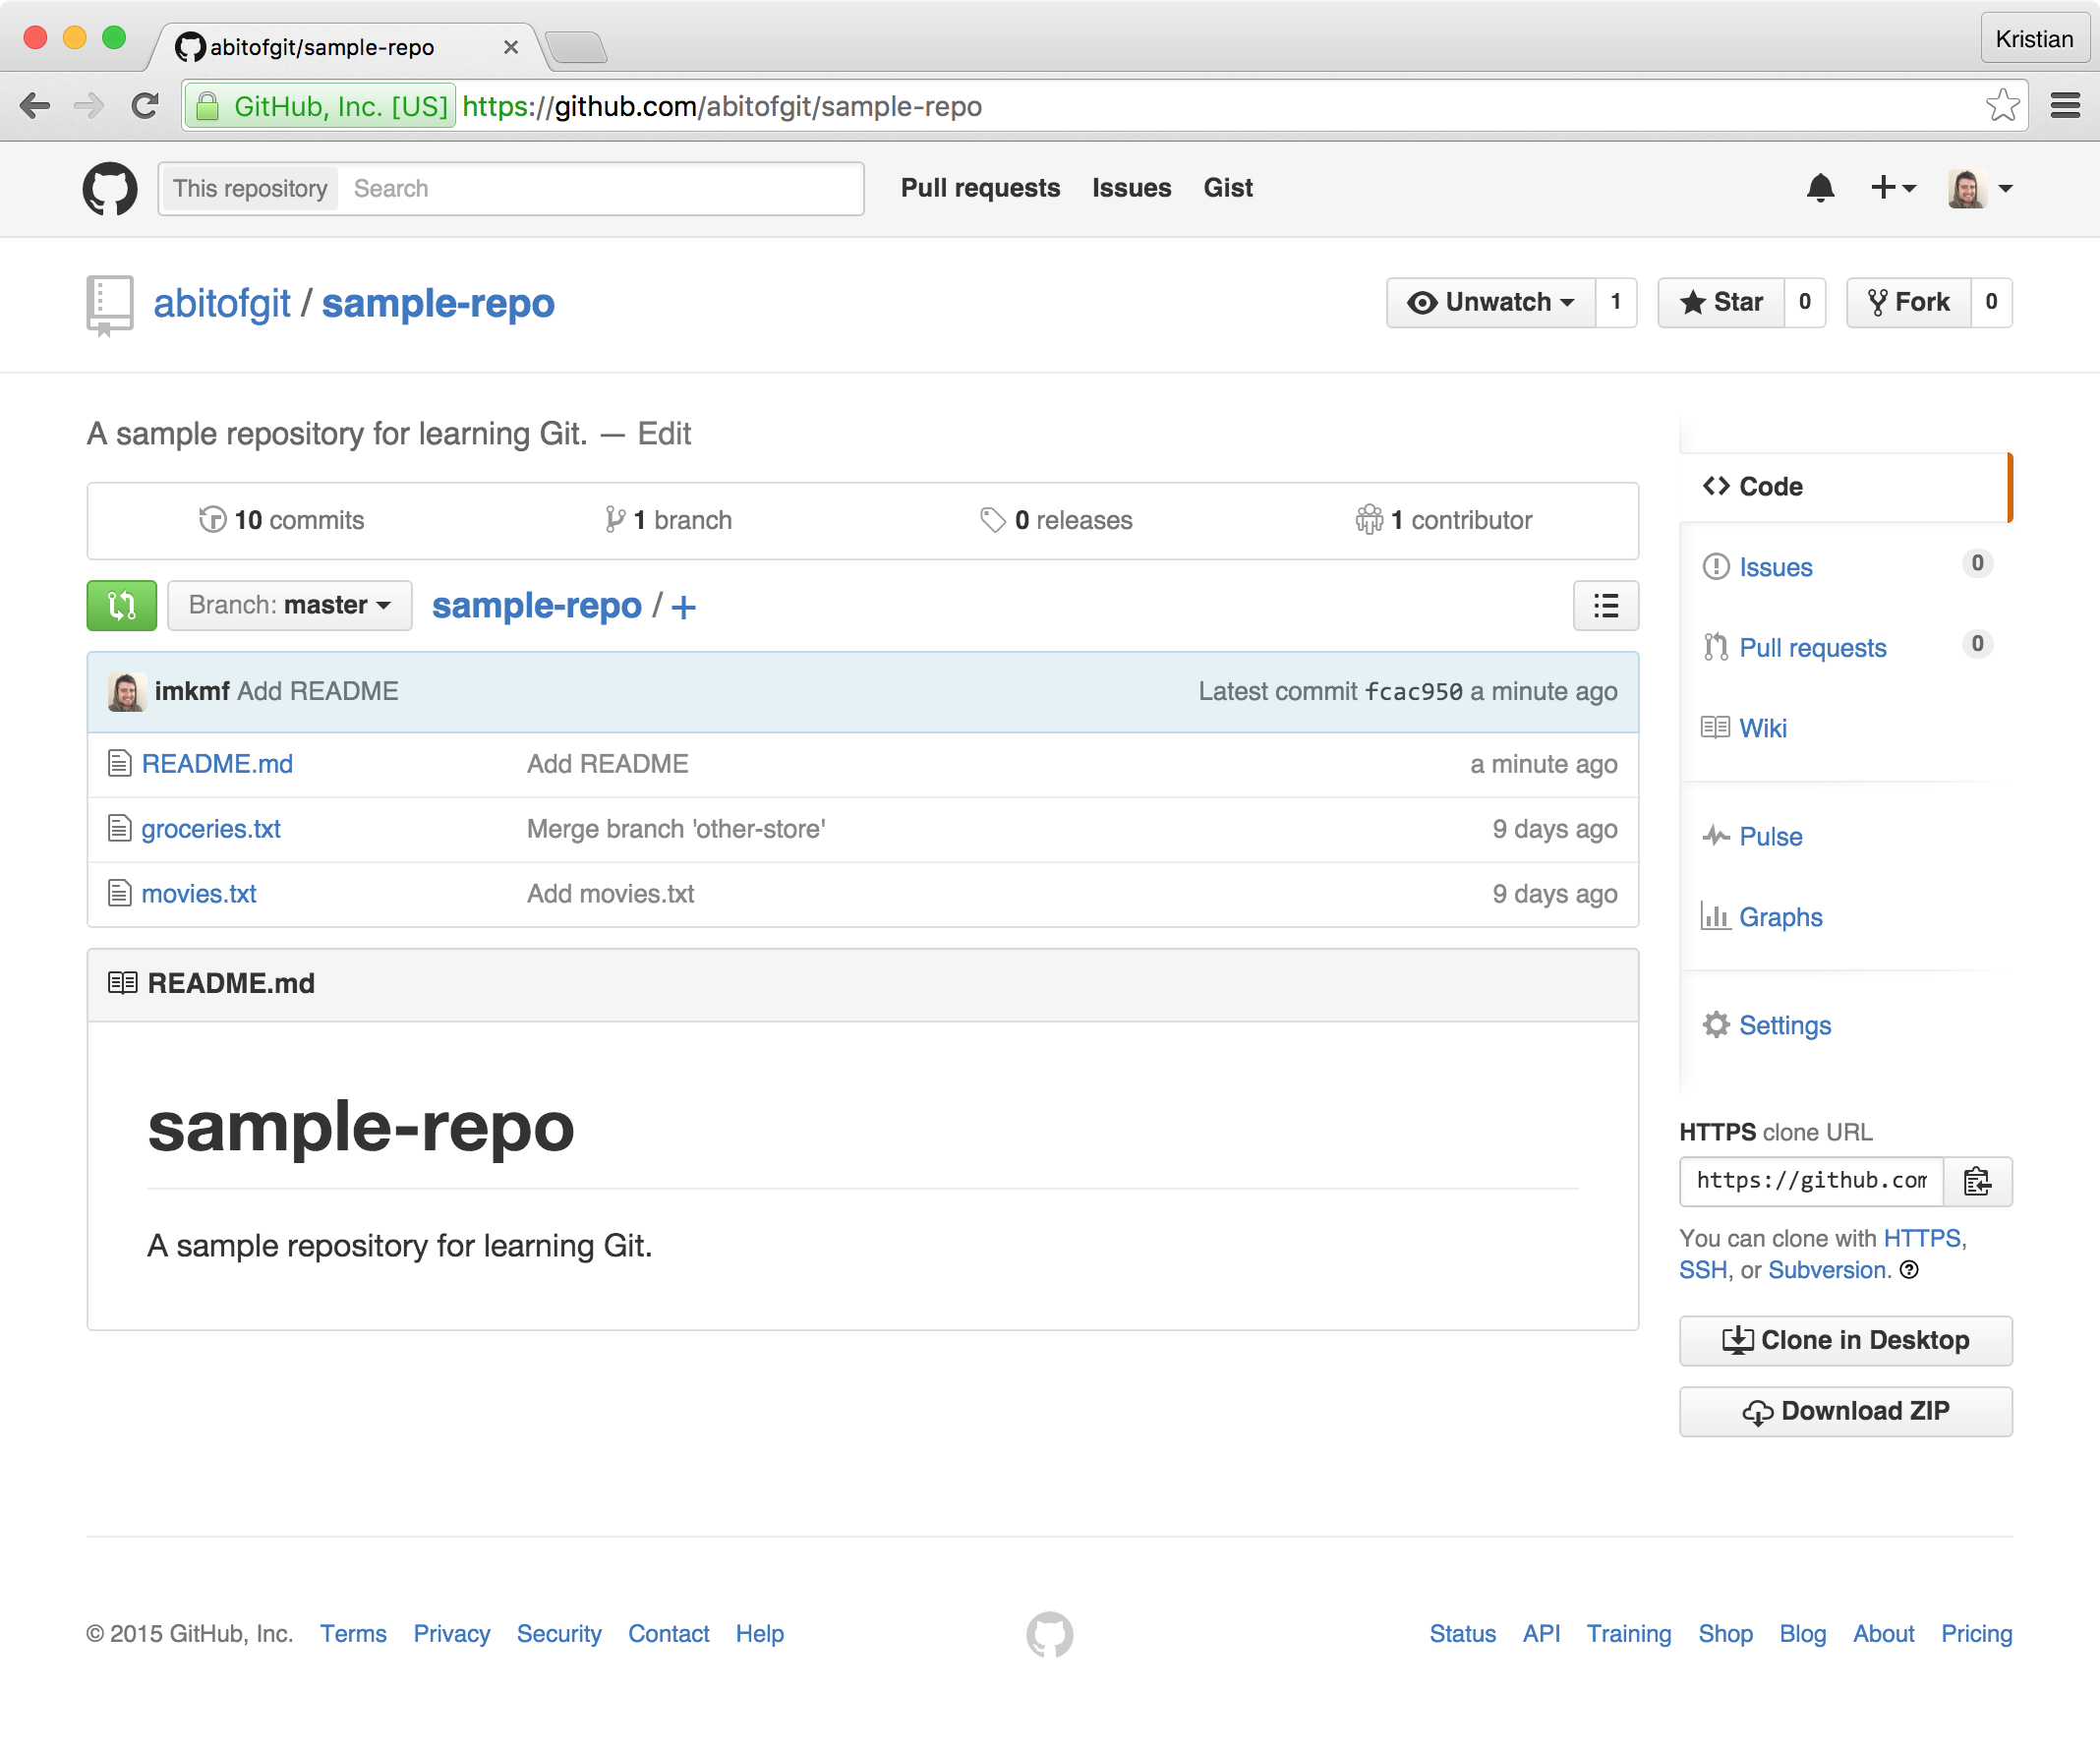 abitofgit/sample-repo
Kristian
GitHub, Inc. [US] https://github.com/abitofgit/sample-repo
This repository Search Pull requests Issues Gist
abitofgit / sample-repo Unwatch 1 Star 0 Fork 0
A sample repository for learning Git. — Edit
10 commits 1 branch 0 releases 1 contributor
Branch: master sample-repo / +
imkmf Add README Latest commit fcac950 a minute ago
README.md Add README a minute ago
groceries.txt Merge branch 'other-store' 9 days ago
movies.txt Add movies.txt 9 days ago
README.md
sample-repo
A sample repository for learning Git.
Code
Issues 0
Pull requests 0
Wiki
Pulse
Graphs
Settings
HTTPS clone URL
https://github.com
You can clone with HTTPS,
SSH, or Subversion.
Clone in Desktop
Download ZIP
© 2015 GitHub, Inc. Terms Privacy Security Contact Help
Status API Training Shop Blog About Pricing